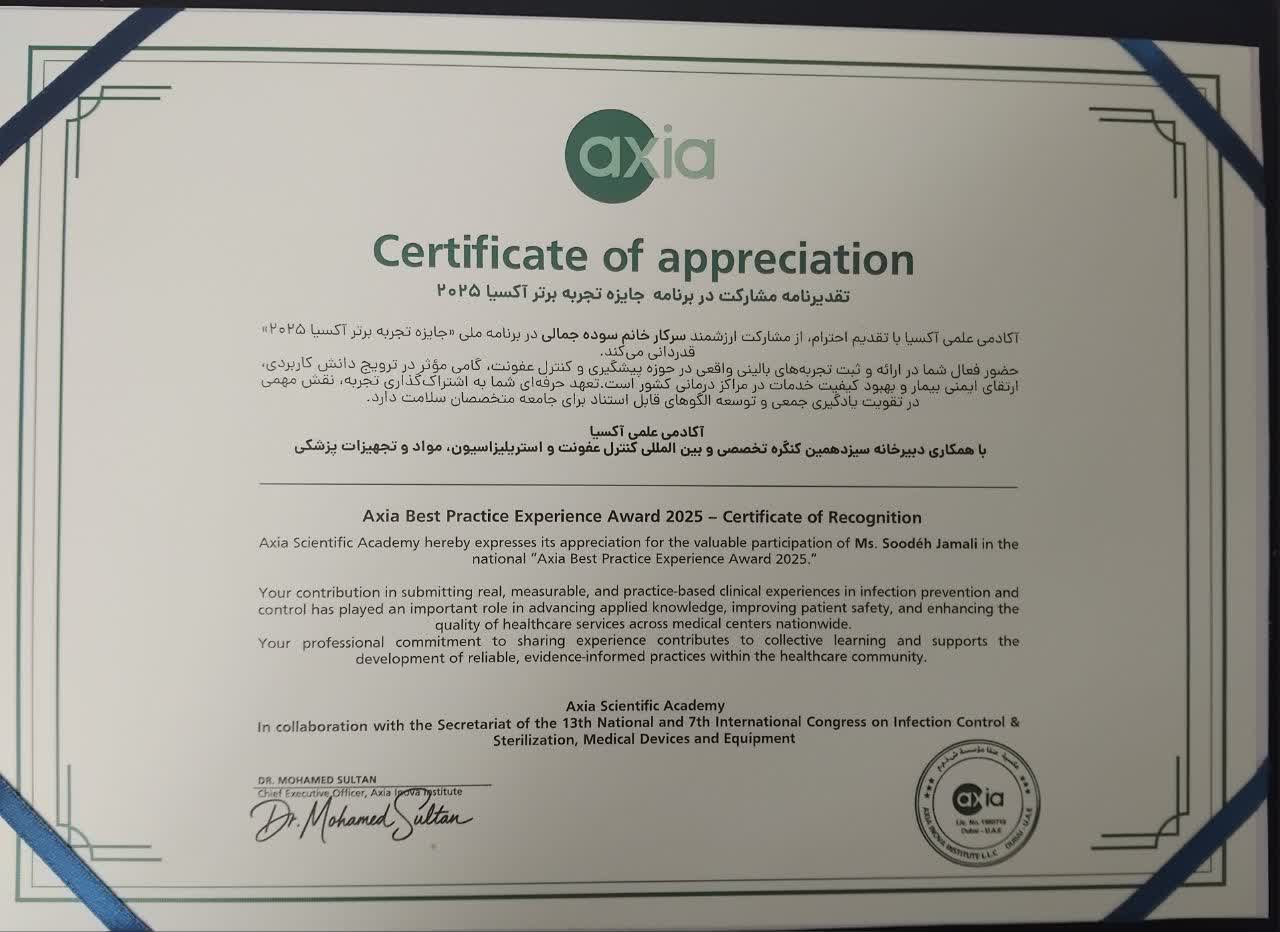 axia
Certificate of appreciation
تقدیرنامه مشارکت در برنامه جایزه تجربه برتر آکسیا ۲۰۲۵
آکادمی علمی آکسیا با تقدیم احترام، از مشارکت ارزشمند سرکار خانم سوده جمالی در برنامه ملی «جایزه تجربه برتر آکسیا ۲۰۲۵»
قدردانی می‌کند.
حضور فعال شما در ارائه و ثبت تجربه‌های بالینی واقعی در حوزه پیشگیری و کنترل عفونت، گامی مؤثر در ترویج دانش کاربردی،
ارتقای ایمنی بیمار و بهبود کیفیت خدمات در مراکز درمانی کشور است.تعهد حرفه‌ای شما به اشتراک‌گذاری تجربه، نقش مهمی
در تقویت یادگیری جمعی و توسعه الگوهای قابل استناد برای جامعه متخصصان سلامت دارد.
آکادمی علمی آکسیا
با همکاری دبیرخانه سیزدهمین کنگره تخصصی و بین المللی کنترل عفونت و استریلیزاسیون، مواد و تجهیزات پزشکی
Axia Best Practice Experience Award 2025 – Certificate of Recognition
Axia Scientific Academy hereby expresses its appreciation for the valuable participation of Ms. Soodéh Jamali in the
national “Axia Best Practice Experience Award 2025.”
Your contribution in submitting real, measurable, and practice-based clinical experiences in infection prevention and
control has played an important role in advancing applied knowledge, improving patient safety, and enhancing the
quality of healthcare services across medical centers nationwide.
Your professional commitment to sharing experience contributes to collective learning and supports the
development of reliable, evidence-informed practices within the healthcare community.
Axia Scientific Academy
In collaboration with the Secretariat of the 13th National and 7th International Congress on Infection Control &
Sterilization, Medical Devices and Equipment
DR. MOHAMED SULTAN
Chief Executive Officer, Axia Inova Institute
Dr. Mohamed Sultan
axia
Lic. No.
Dubai - U.A.E
AXIA INOVA INSTITUTE L.L.C DUBAI - U.A.E